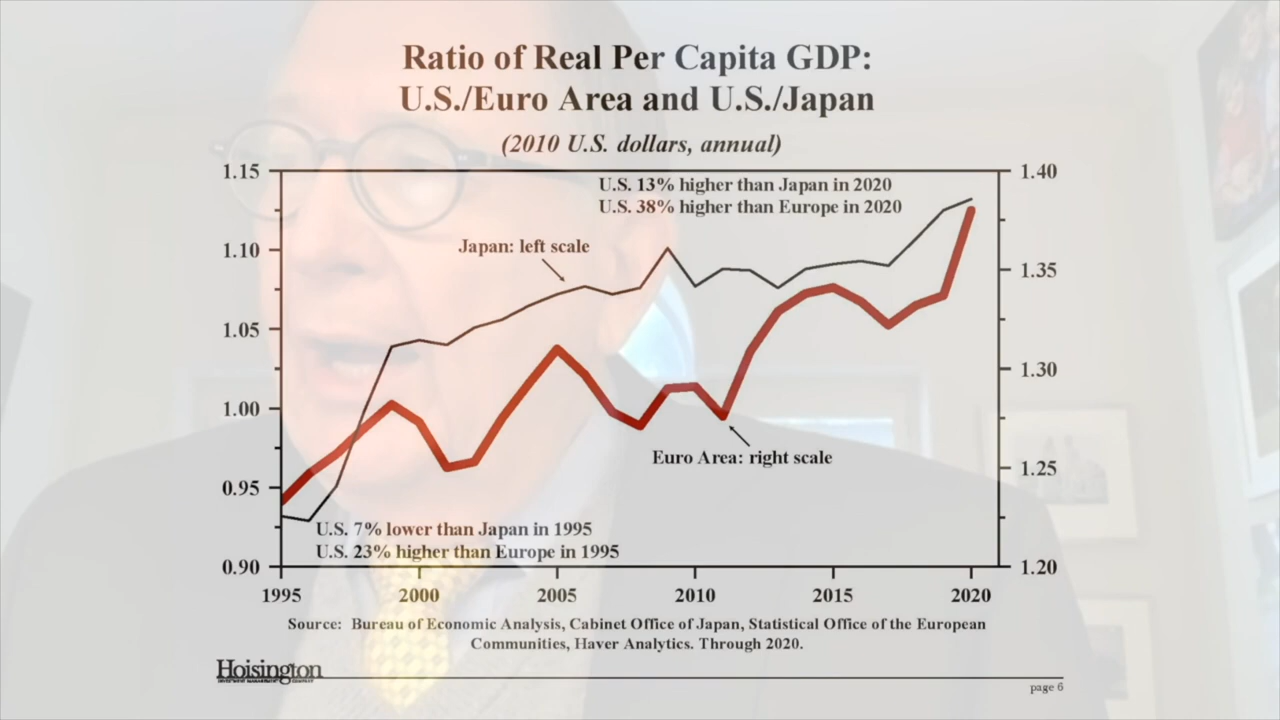 Ratio of Real Per Capita GDP:
U.S./Euro Area and U.S./Japan
(2010 U.S. dollars, annual)
1.15
1.40
U.S. 13% higher than Japan in 2020
U.S. 38% higher than Europe in 2020
Japan: left scale
1.10
1.35
1.05
1.30
1.00
Euro Area: right scale
1.25
0.95
U.S. 7% lower than Japan in 1995
U.S. 23% higher than Europe in 1995
0.90
1.20
1995 2000 2005 2010 2015 2020
Source: Bureau of Economic Analysis, Cabinet Office of Japan, Statistical Office of the European
Communities, Haver Analytics. Through 2020.
Hoisington
INVESTMENT MANAGEMENT COMPANY
page 6